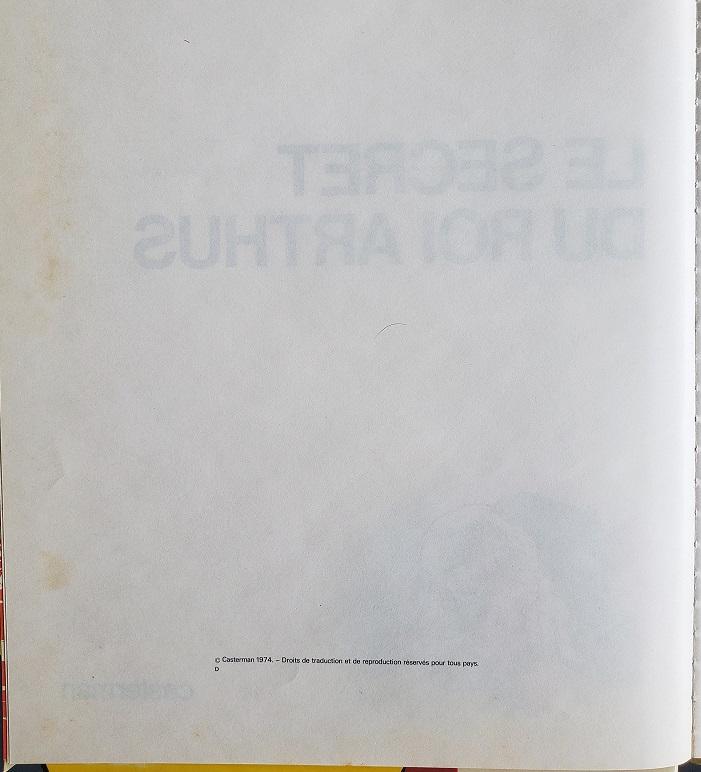 LE SECRET
DU ROI ARTHUS
© Casterman 1974. – Droits de traduction et de reproduction réservés pour tous pays.
D
casterman